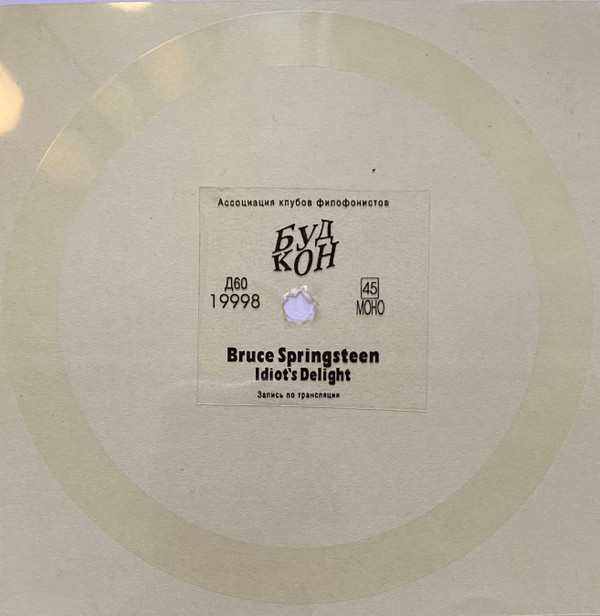 Ассоциация клубов филофонистов
БУД
КОН
Д60
19998
45
МОНО
Bruce Springsteen
Idiot's Delight
Запись по трансляции